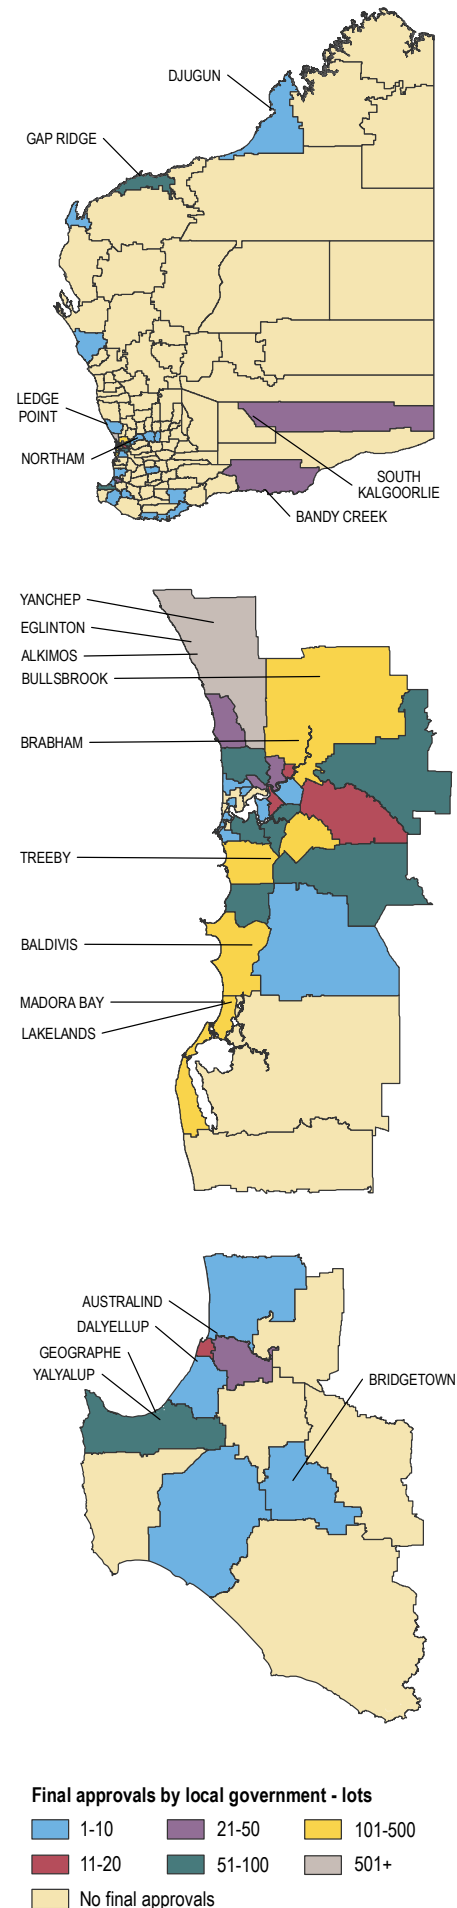 DJUGUN
GAP RIDGE
LEDGE
POINT
NORTHAM
SOUTH
KALGOORLIE
BANDY CREEK
YANCHEP
EGLINTON
ALKIMOS
BULLSBROOK
BRABHAM
TREEBY
BALDIVIS
MADORA BAY
LAKELANDS
AUSTRALIND
DALYELLUP
GEOGRAPHE
YALYALUP
BRIDGETOWN
Final approvals by local government - lots
1-10
21-50
101-500
11-20
51-100
501+
No final approvals